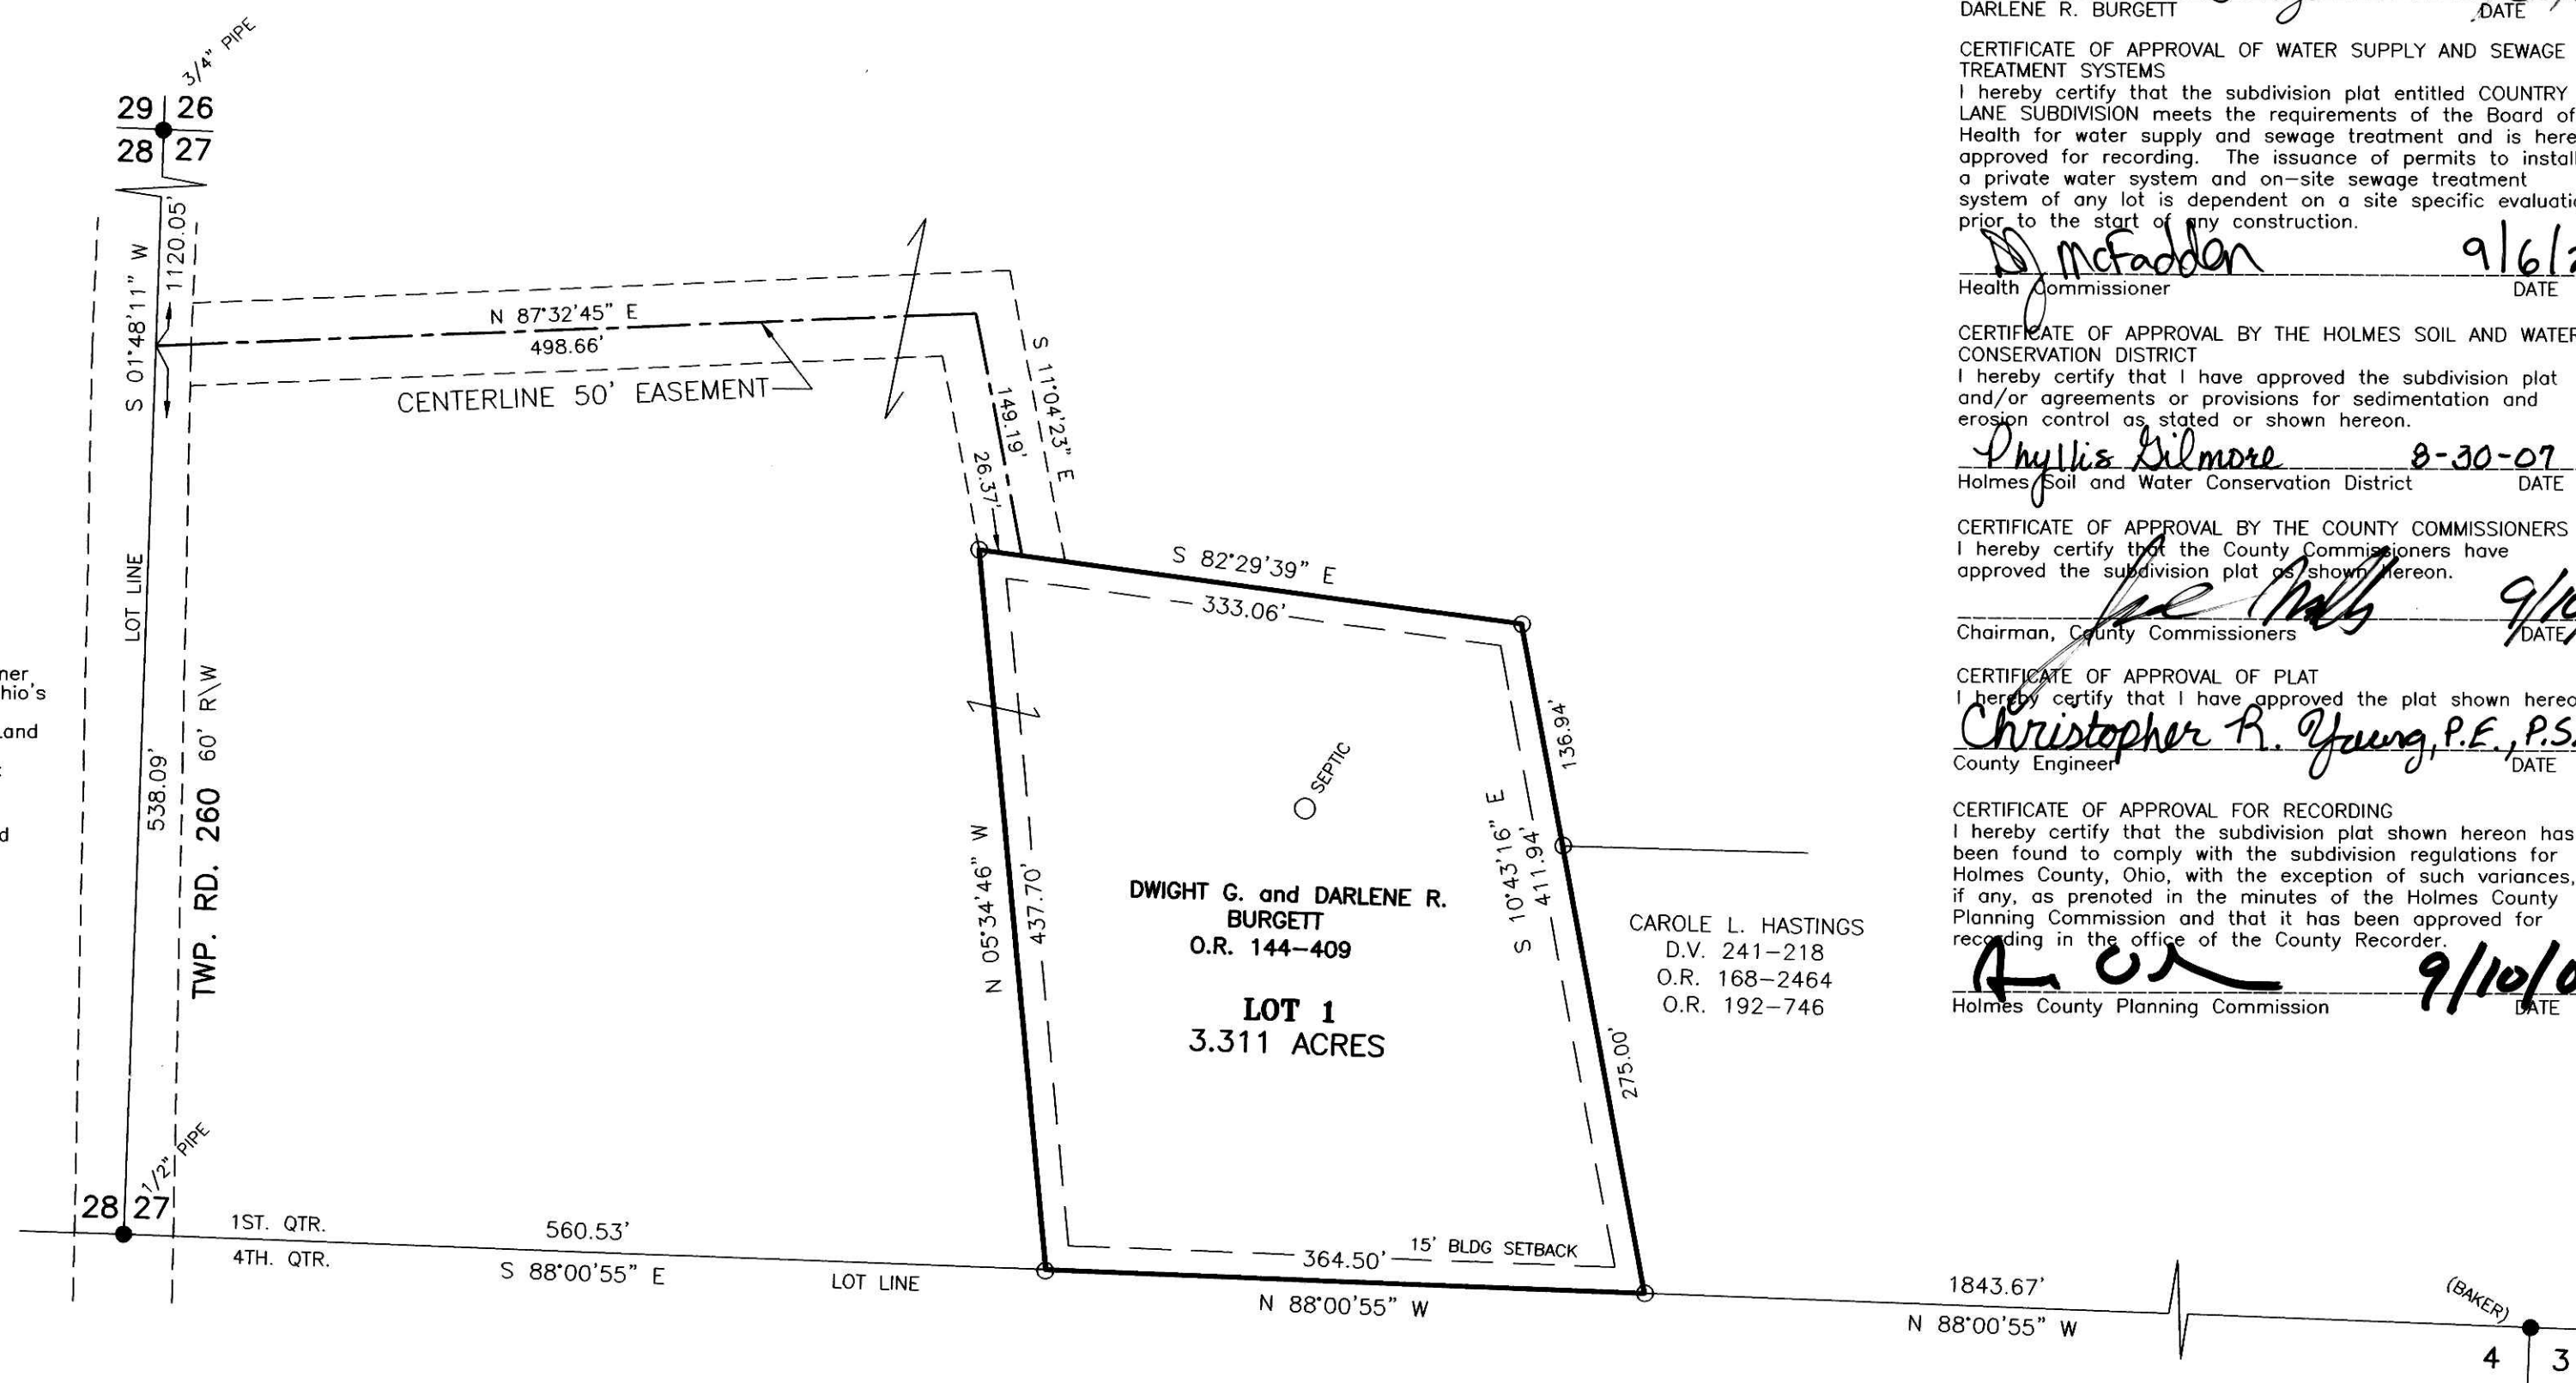 3/4" PIPE
29 26
28 27
S 01°48'11" W
1120.05'
N 87°32'45" E
498.66'
CENTERLINE 50' EASEMENT
S 11°04'23" E
149.19'
26.37'
LOT LINE
538.09'
TWP. RD. 260 60' R\W
S 82°29'39" E
333.06'
SEPTIC
136.94'
N 05°34'46" W
437.70'
S 10°43'16" E
411.94'
275.00'
DWIGHT G. and DARLENE R.
BURGETT
O.R. 144-409
LOT 1
3.311 ACRES
CAROLE L. HASTINGS
D.V. 241-218
O.R. 168-2464
O.R. 192-746
1/2" PIPE
28 27
1ST. QTR.
4TH. QTR.
560.53'
S 88°00'55" E
LOT LINE
364.50'
15' BLDG SETBACK
N 88°00'55" W
1843.67'
N 88°00'55" W
(BAKER)
4 3
ner
hio's
and
d
DARLENE R. BURGETT DATE
CERTIFICATE OF APPROVAL OF WATER SUPPLY AND SEWAGE
TREATMENT SYSTEMS
I hereby certify that the subdivision plat entitled COUNTRY
LANE SUBDIVISION meets the requirements of the Board of
Health for water supply and sewage treatment and is here
approved for recording. The issuance of permits to install
a private water system and on-site sewage treatment
system of any lot is dependent on a site specific evaluati
prior to the start of any construction.
McFadden 9/6/
Health Commissioner DATE
CERTIFICATE OF APPROVAL BY THE HOLMES SOIL AND WATER
CONSERVATION DISTRICT
I hereby certify that I have approved the subdivision plat
and/or agreements or provisions for sedimentation and
erosion control as stated or shown hereon.
Phyllis Gilmore 8-30-07
Holmes Soil and Water Conservation District DATE
CERTIFICATE OF APPROVAL BY THE COUNTY COMMISSIONERS
I hereby certify that the County Commissioners have
approved the subdivision plat as shown hereon.
9/10
Chairman, County Commissioners DATE
CERTIFICATE OF APPROVAL OF PLAT
I hereby certify that I have approved the plat shown hereo
Christopher R. Young, P.E., P.S.
County Engineer DATE
CERTIFICATE OF APPROVAL FOR RECORDING
I hereby certify that the subdivision plat shown hereon has
been found to comply with the subdivision regulations for
Holmes County, Ohio, with the exception of such variances,
if any, as prenoted in the minutes of the Holmes County
Planning Commission and that it has been approved for
recording in the office of the County Recorder.
9/10/0
Holmes County Planning Commission DATE